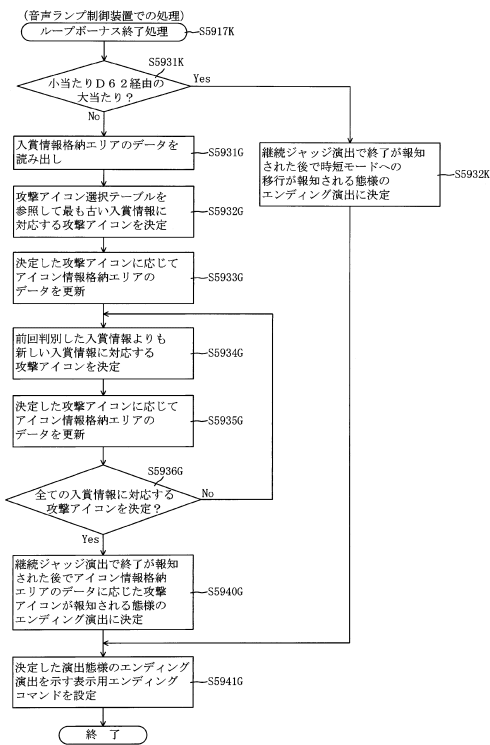 (音声ランプ制御装置での処理)
ループボーナス終了処理
S5917K
S5931K
小当たりD62経由の
大当たり?
Yes
No
入賞情報格納エリアのデータを
読み出し
S5931G
継続ジャッジ演出で終了が報知
された後で時短モードへの
移行が報知される態様の
エンディング演出に決定
S5932K
攻撃アイコン選択テーブルを
参照して最も古い入賞情報に
対応する攻撃アイコンを決定
S5932G
決定した攻撃アイコンに応じて
アイコン情報格納エリアの
データを更新
S5933G
前回判別した入賞情報よりも
新しい入賞情報に対応する
攻撃アイコンを決定
S5934G
決定した攻撃アイコンに応じて
アイコン情報格納エリアの
データを更新
S5935G
S5936G
全ての入賞情報に対応する
攻撃アイコンを決定?
No
Yes
継続ジャッジ演出で終了が報知
された後でアイコン情報格納
エリアのデータに応じた攻撃
アイコンが報知される態様の
エンディング演出に決定
S5940G
決定した演出態様のエンディング
演出を示す表示用エンディング
コマンドを設定
S5941G
終 了